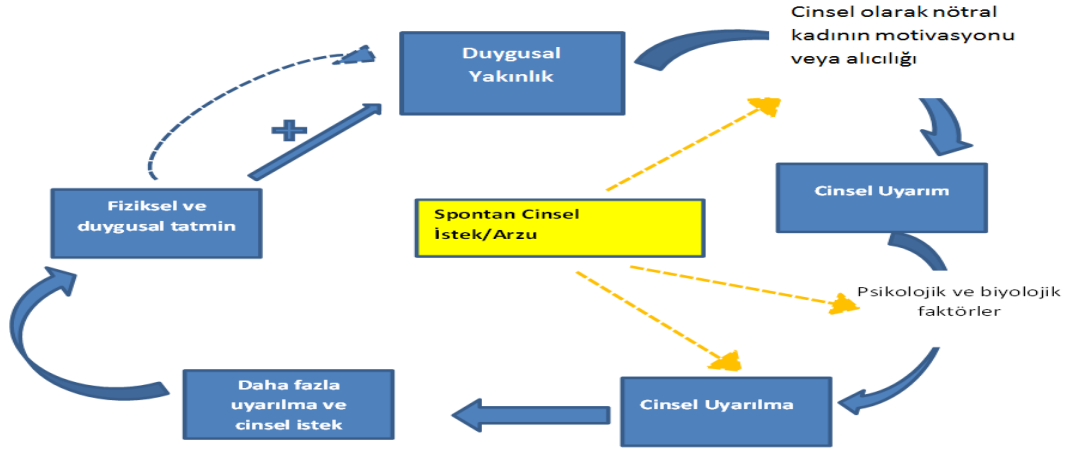 Duygusal
Yakınlık
Cinsel olarak nötral
kadının motivasyonu
veya alıcılığı
Cinsel Uyarım
Psikolojik ve biyolojik
faktörler
Cinsel Uyarılma
Daha fazla
uyarılma ve
cinsel istek
Fiziksel ve
duygusal tatmin
Spontan Cinsel
İstek/Arzu